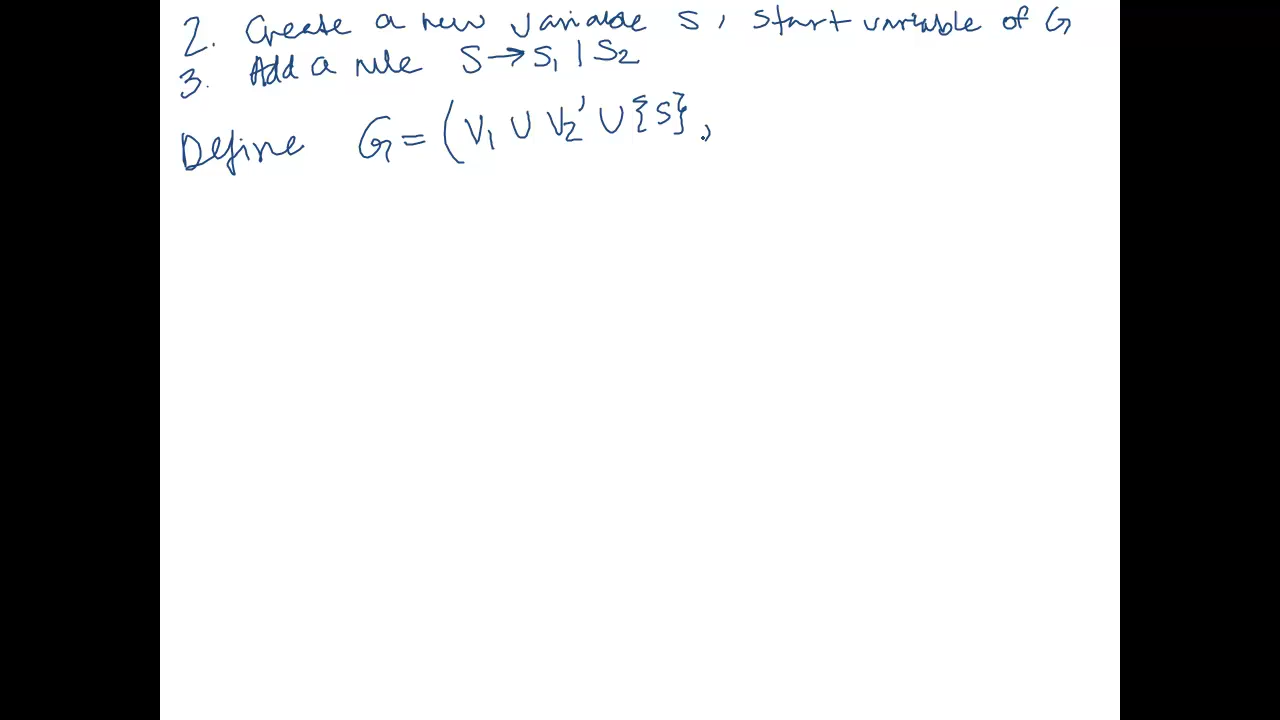 2. Create a new variable S, start variable of G
3. Add a rule S → S₁ | S₂
Define G = (V₁ ∪ V₂' ∪ {S},